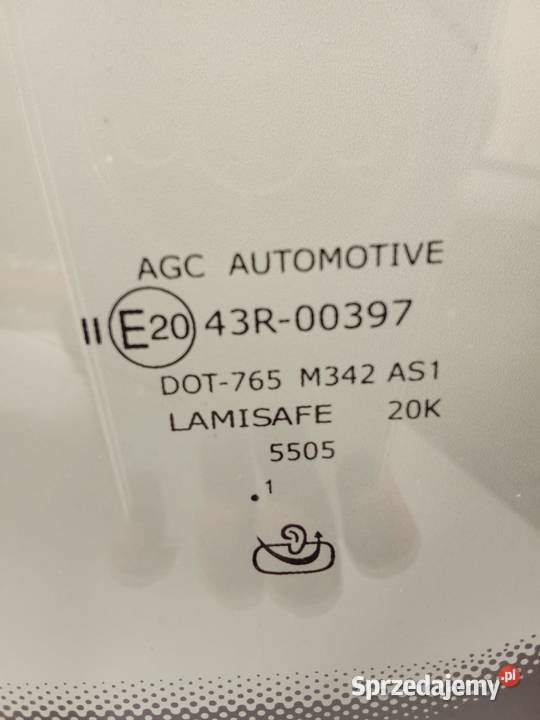 AGC AUTOMOTIVE
II E20 43R-00397
DOT-765 M342 AS1
LAMISAFE 20K
5505
.1
Sprzedajemy.pl